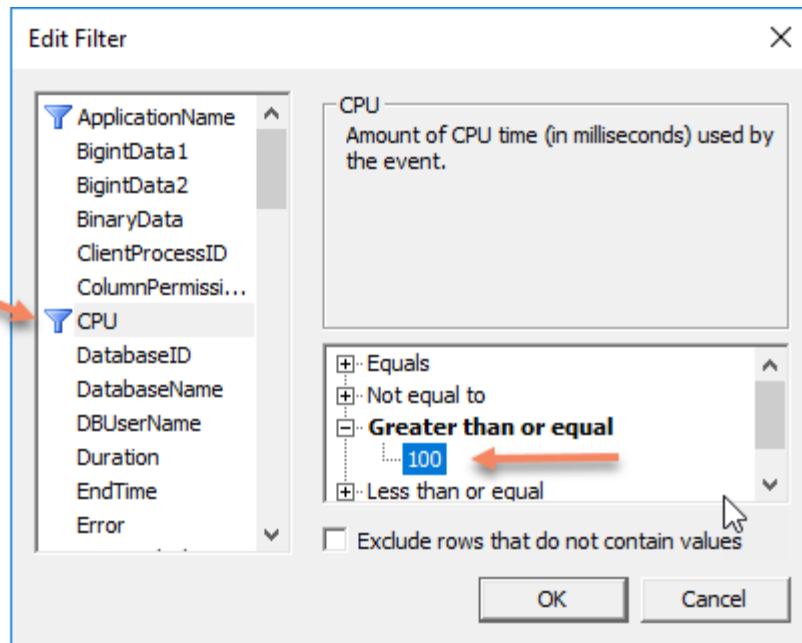 Edit Filter
ApplicationName
BigintData1
BigintData2
BinaryData
ClientProcessID
ColumnPermissi...
CPU
DatabaseID
DatabaseName
DBUserName
Duration
EndTime
Error
CPU
Amount of CPU time (in milliseconds) used by
the event.
Equals
Not equal to
Greater than or equal
100
Less than or equal
Exclude rows that do not contain values
OK
Cancel